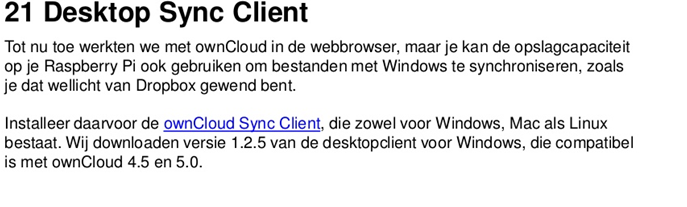 21 Desktop Sync Client
Tot nu toe werkten we met ownCloud in de webbrowser, maar je kan de opslagcapaciteit
op je Raspberry Pi ook gebruiken om bestanden met Windows te synchroniseren, zoals
je dat wellicht van Dropbox gewend bent.
Installeer daarvoor de ownCloud Sync Client, die zowel voor Windows, Mac als Linux
bestaat. Wij downloaden versie 1.2.5 van de desktopclient voor Windows, die compatibel
is met ownCloud 4.5 en 5.0.